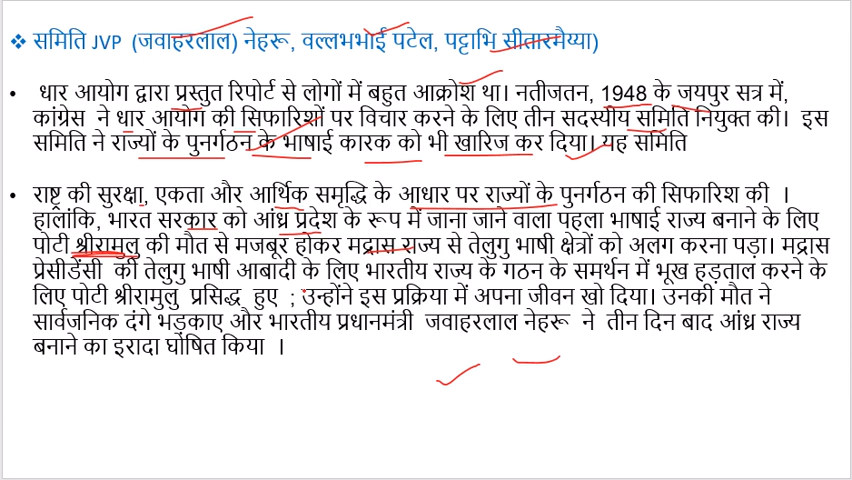 ❖ समिति JVP (जवाहरलाल) नेहरू, वल्लभभाई पटेल, पट्टाभि सीतारमैय्या)
• धार आयोग द्वारा प्रस्तुत रिपोर्ट से लोगों में बहुत आक्रोश था। नतीजतन, 1948 के जयपुर सत्र में,
कांग्रेस ने धार आयोग की सिफारिशों पर विचार करने के लिए तीन सदस्यीय समिति नियुक्त की। इस
समिति ने राज्यों के पुनर्गठन के भाषाई कारक को भी खारिज कर दिया। यह समिति
• राष्ट्र की सुरक्षा, एकता और आर्थिक समृद्धि के आधार पर राज्यों के पुनर्गठन की सिफारिश की ।
हालांकि, भारत सरकार को आंध्र प्रदेश के रूप में जाना जाने वाला पहला भाषाई राज्य बनाने के लिए
पोटी श्रीरामुलु की मौत से मजबूर होकर मद्रास राज्य से तेलुगु भाषी क्षेत्रों को अलग करना पड़ा। मद्रास
प्रेसीडेंसी की तेलुगु भाषी आबादी के लिए भारतीय राज्य के गठन के समर्थन में भूख हड़ताल करने के
लिए पोटी श्रीरामुलु प्रसिद्ध हुए ; उन्होंने इस प्रक्रिया में अपना जीवन खो दिया। उनकी मौत ने
सार्वजनिक दंगे भड़काए और भारतीय प्रधानमंत्री जवाहरलाल नेहरू ने तीन दिन बाद आंध्र राज्य
बनाने का इरादा घोषित किया ।